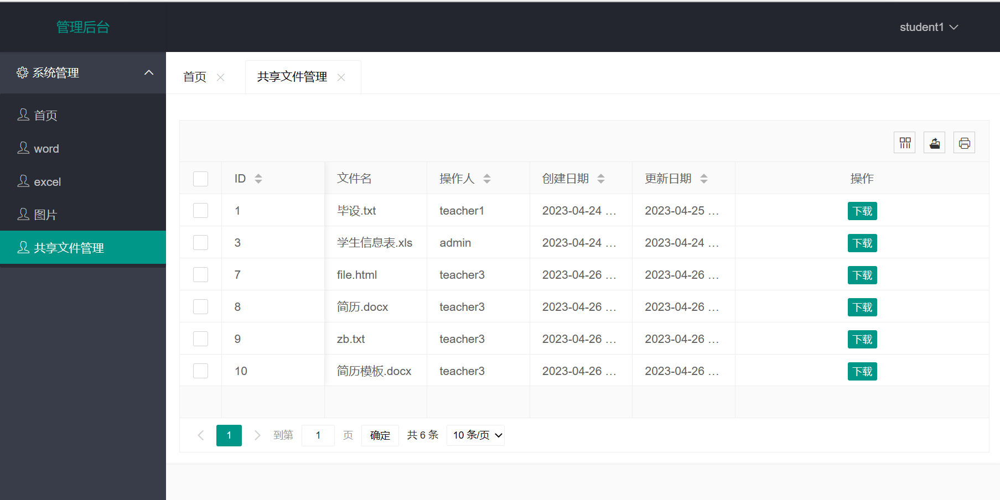 管理后台
student1
系统管理
首页
word
excel
图片
共享文件管理
首页
共享文件管理
ID 文件名 操作人 创建日期 更新日期 操作
1 毕设.txt teacher1 2023-04-24 ... 2023-04-25 ... 下载
3 学生信息表.xls admin 2023-04-24 ... 2023-04-24 ... 下载
7 file.html teacher3 2023-04-26 ... 2023-04-26 ... 下载
8 简历.docx teacher3 2023-04-26 ... 2023-04-26 ... 下载
9 zb.txt teacher3 2023-04-26 ... 2023-04-26 ... 下载
10 简历模板.docx teacher3 2023-04-26 ... 2023-04-26 ... 下载
1 到第 1 页 确定 共 6 条 10 条/页